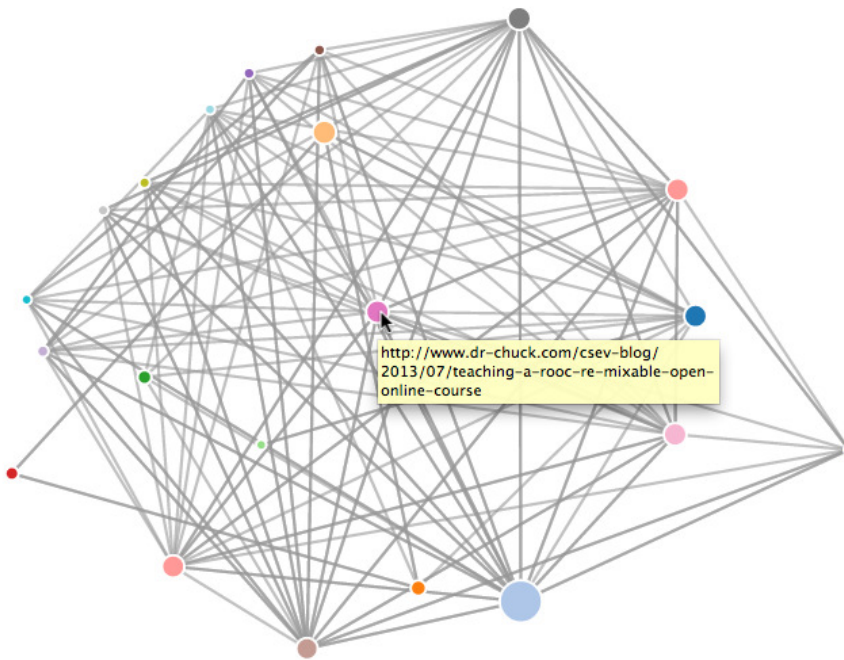 http://www.dr-chuck.com/csev-blog/
2013/07/teaching-a-rooc-re-mixable-open-
online-course